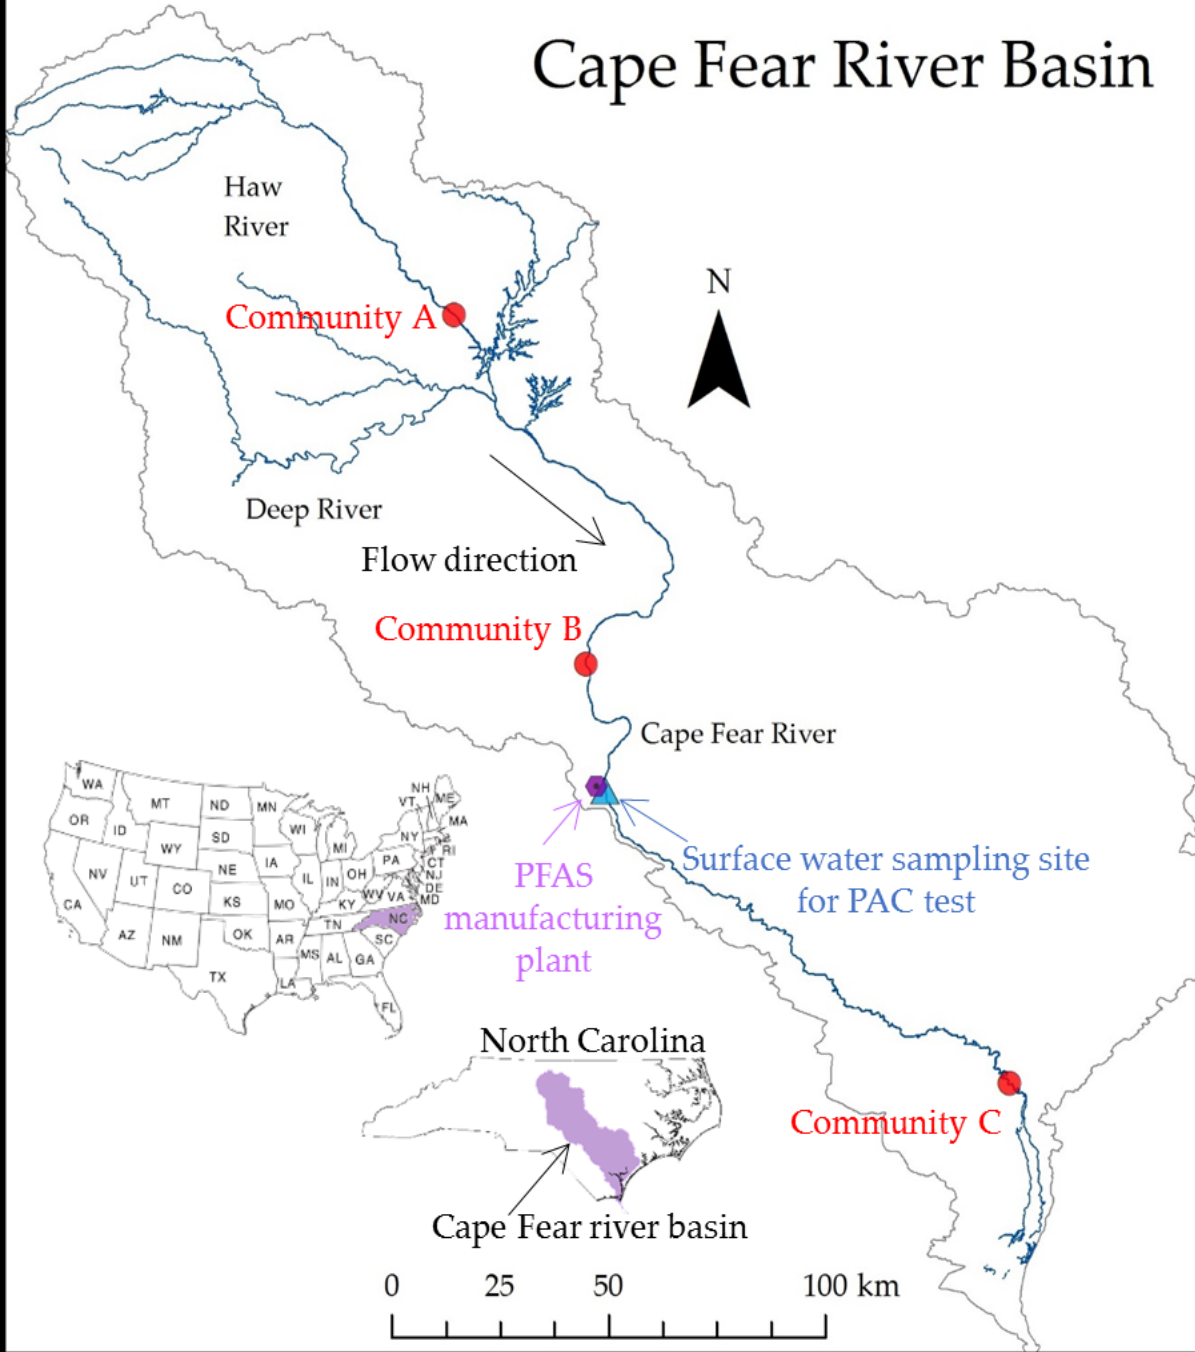 Cape Fear River Basin
Haw
River
N
Community A
Deep River
Flow direction
Community B
Cape Fear River
PFAS
manufacturing
plant
Surface water sampling site
for PAC test
WA
MT
ND
MN
OR
ID
SD
WI
MI
NY
VT
NH
ME
MA
RI
CT
NJ
DE
MD
WY
NE
IA
PA
NV
UT
CO
IL
IN
OH
WV
VA
CA
KS
MO
KY
NC
AZ
NM
OK
AR
TN
SC
MS
AL
GA
TX
LA
FL
North Carolina
Community C
Cape Fear river basin
0 25 50 100 km